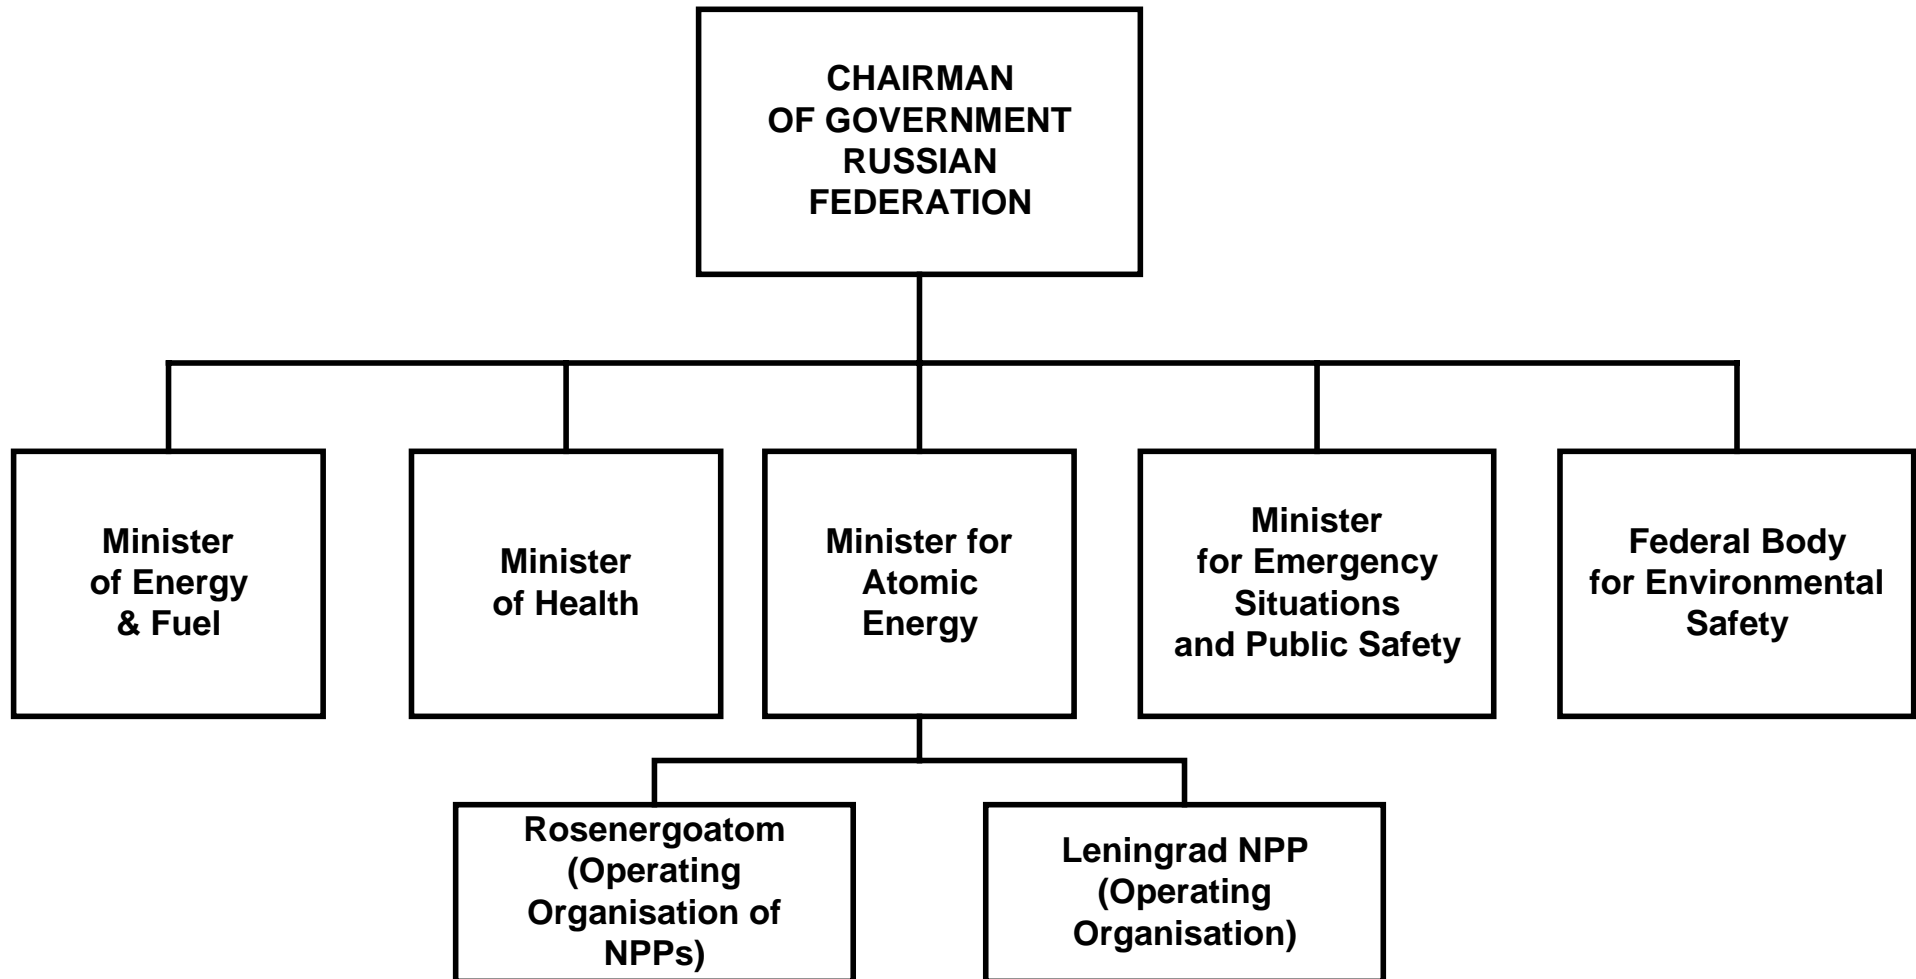 CHAIRMAN
OF GOVERNMENT
RUSSIAN
FEDERATION
Minister
of Energy
& Fuel
Minister
of Health
Minister for
Atomic
Energy
Minister
for Emergency
Situations
and Public Safety
Federal Body
for Environmental
Safety
Rosenergoatom
(Operating
Organisation of
NPPs)
Leningrad NPP
(Operating
Organisation)